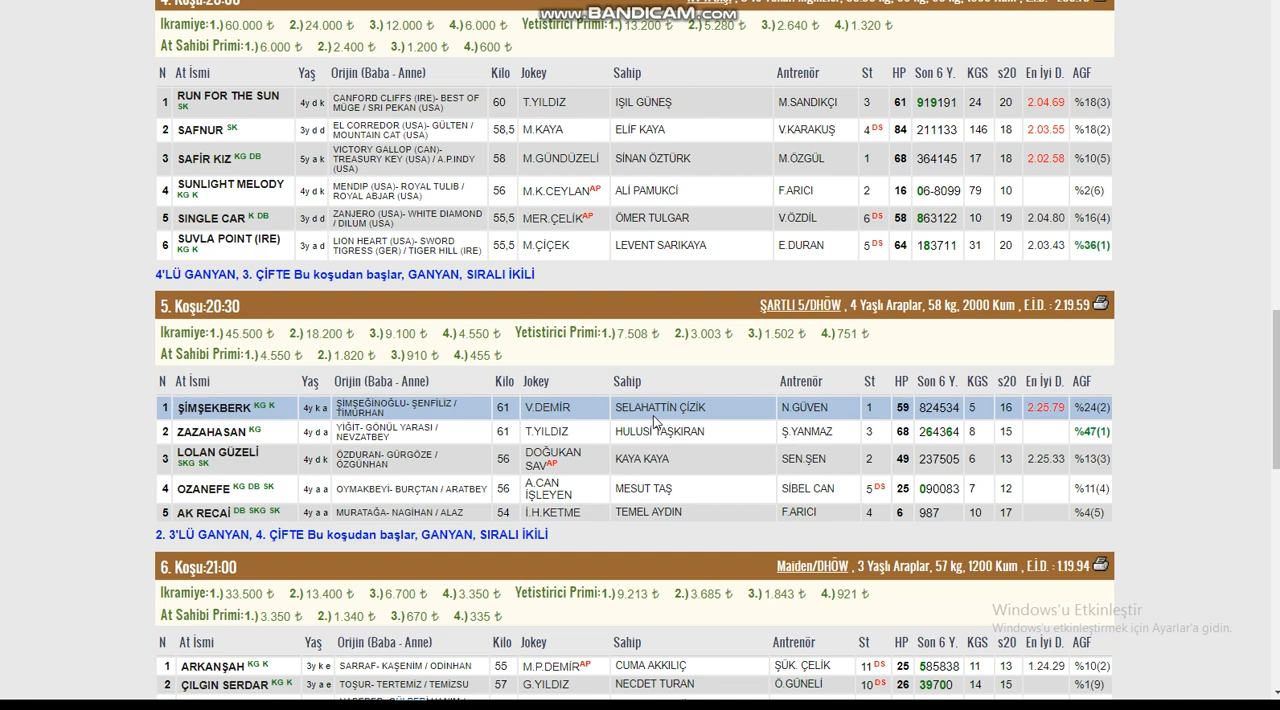 www.BANDICAM.com
4. Koşu:20:00
İkramiye:1.)60.000 ₺ 2.)24.000 ₺ 3.)12.000 ₺ 4.)6.000 ₺ Yetistirici Primi:1.)13.200 ₺ 2.)5.280 ₺ 3.)2.640 ₺ 4.)1.320 ₺
At Sahibi Primi:1.)6.000 ₺ 2.)2.400 ₺ 3.)1.200 ₺ 4.)600 ₺
N At İsmi Yaş Orijin (Baba - Anne) Kilo Jokey Sahip Antrenör St HP Son 6 Y. KGS s20 En İyi D. AGF
1 RUN FOR THE SUN SK 4y d k CANFORD CLIFFS (IRE)- BEST OF MÜGE / SRI PEKAN (USA) 60 T.YILDIZ IŞIL GÜNEŞ M.SANDIKÇI 3 61 919191 24 20 2.04.69 %18(3)
2 SAFNUR SK 3y d d EL CORREDOR (USA)- GÜLTEN / MOUNTAIN CAT (USA) 58,5 M.KAYA ELİF KAYA V.KARAKUŞ 4 DS 84 211133 146 18 2.03.55 %18(2)
3 SAFİR KIZ KG DB 5y a k VICTORY GALLOP (CAN)- TREASURY KEY (USA) / A.P.INDY (USA) 58 M.GÜNDÜZELİ SİNAN ÖZTÜRK M.ÖZGÜL 1 68 364145 17 18 2.02.58 %10(5)
4 SUNLIGHT MELODY KG K 4y d k MENDIP (USA)- ROYAL TULIB / ROYAL ABJAR (USA) 56 M.K.CEYLAN AP ALİ PAMUKCİ F.ARICI 2 16 06-8099 79 10 %2(6)
5 SINGLE CAR K DB 3y d d ZANJERO (USA)- WHITE DIAMOND / DILUM (USA) 55,5 MER.ÇELİK AP ÖMER TULGAR V.ÖZDİL 6 DS 58 863122 10 19 2.04.80 %16(4)
6 SUVLA POINT (IRE) KG K 3y a d LION HEART (USA)- SWORD TIGRESS (GER) / TIGER HILL (IRE) 55,5 M.ÇİÇEK LEVENT SARIKAYA E.DURAN 5 DS 64 183711 31 20 2.03.43 %36(1)
4'LÜ GANYAN, 3. ÇİFTE Bu koşudan başlar, GANYAN, SIRALI İKİLİ
5. Koşu:20:30 ŞARTLI 5/DHÖW , 4 Yaşlı Araplar, 58 kg, 2000 Kum , E.İ.D. : 2.19.59
İkramiye:1.)45.500 ₺ 2.)18.200 ₺ 3.)9.100 ₺ 4.)4.550 ₺ Yetistirici Primi:1.)7.508 ₺ 2.)3.003 ₺ 3.)1.502 ₺ 4.)751 ₺
At Sahibi Primi:1.)4.550 ₺ 2.)1.820 ₺ 3.)910 ₺ 4.)455 ₺
N At İsmi Yaş Orijin (Baba - Anne) Kilo Jokey Sahip Antrenör St HP Son 6 Y. KGS s20 En İyi D. AGF
1 ŞİMŞEKBERK KG K 4y k a ŞİMŞEĞİNOĞLU- ŞENFİLİZ / TİMURHAN 61 V.DEMİR SELAHATTİN ÇİZİK N.GÜVEN 1 59 824534 5 16 2.25.79 %24(2)
2 ZAZAHASAN KG 4y d a YİĞİT- GÖNÜL YARASI / NEVZATBEY 61 T.YILDIZ HULUSİ TAŞKIRAN Ş.YANMAZ 3 68 264364 8 15 %47(1)
3 LOLAN GÜZELİ SKG SK 4y d k ÖZDURAN- GÜRGÖZE / ÖZGÜNHAN 56 DOĞUKAN SAV AP KAYA KAYA SEN.ŞEN 2 49 237505 6 13 2.25.33 %13(3)
4 OZANEFE KG DB SK 4y a a OYMAKBEYİ- BURÇTAN / ARATBEY 56 A.CAN İŞLEYEN MESUT TAŞ SİBEL CAN 5 DS 25 090083 7 12 %11(4)
5 AK RECAİ DB SKG SK 4y a a MURATAĞA- NAGİHAN / ALAZ 54 İ.H.KETME TEMEL AYDIN F.ARICI 4 6 987 10 17 %4(5)
2. 3'LÜ GANYAN, 4. ÇİFTE Bu koşudan başlar, GANYAN, SIRALI İKİLİ
6. Koşu:21:00 Maiden/DHÖW , 3 Yaşlı Araplar, 57 kg, 1200 Kum , E.İ.D. : 1.19.94
İkramiye:1.)33.500 ₺ 2.)13.400 ₺ 3.)6.700 ₺ 4.)3.350 ₺ Yetistirici Primi:1.)9.213 ₺ 2.)3.685 ₺ 3.)1.843 ₺ 4.)921 ₺
At Sahibi Primi:1.)3.350 ₺ 2.)1.340 ₺ 3.)670 ₺ 4.)335 ₺
Windows'u Etkinleştir
Windows'u etkinleştirmek için Ayarlar'a gidin.
N At İsmi Yaş Orijin (Baba - Anne) Kilo Jokey Sahip Antrenör St HP Son 6 Y. KGS s20 En İyi D. AGF
1 ARKANŞAH KG K 3y k e SARRAF- KAŞENİM / ODİNHAN 55 M.P.DEMİR AP CUMA AKKILIÇ ŞÜK. ÇELİK 11 DS 25 585838 11 13 1.24.29 %10(2)
2 ÇILGIN SERDAR KG K 3y a e TOŞUR- TERTEMİZ / TEMİZSU 57 G.YILDIZ NECDET TURAN Ö.GÜNELİ 10 DS 26 39700 14 15 %1(9)